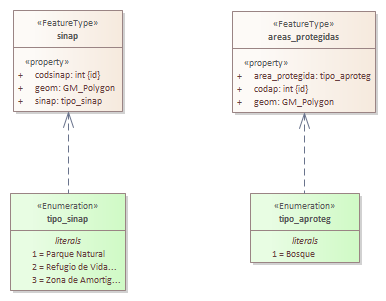 «FeatureType»
sinap
«property»
+ codsinap: int {id}
+ geom: GM_Polygon
+ sinap: tipo_sinap
«FeatureType»
areas_protegidas
«property»
+ area_protegida: tipo_aproteg
+ codap: int {id}
+ geom: GM_Polygon
«Enumeration»
tipo_sinap
literals
1 = Parque Natural
2 = Refugio de Vida...
3 = Zona de Amortig...
«Enumeration»
tipo_aproteg
literals
1 = Bosque